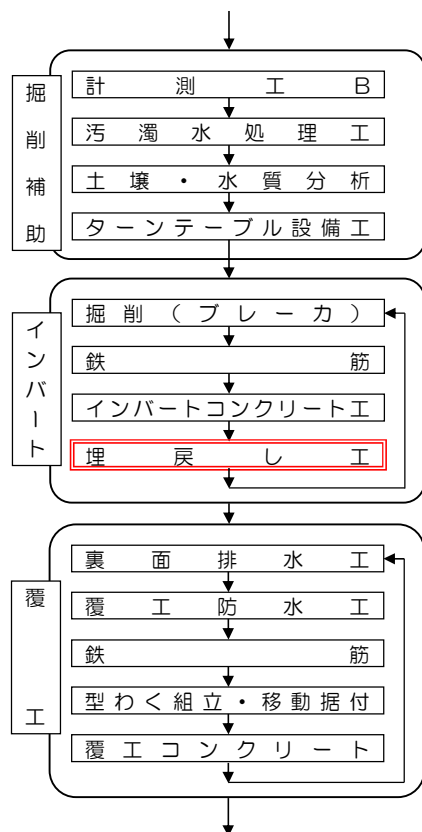 掘削補助
計測工B
汚濁水処理工
土壌・水質分析
ターンテーブル設備工
インバート
掘削（ブレーカ）
鉄筋
インバートコンクリート工
埋戻し工
覆工
裏面排水工
覆工防水工
鉄筋
型わく組立・移動据付
覆工コンクリート